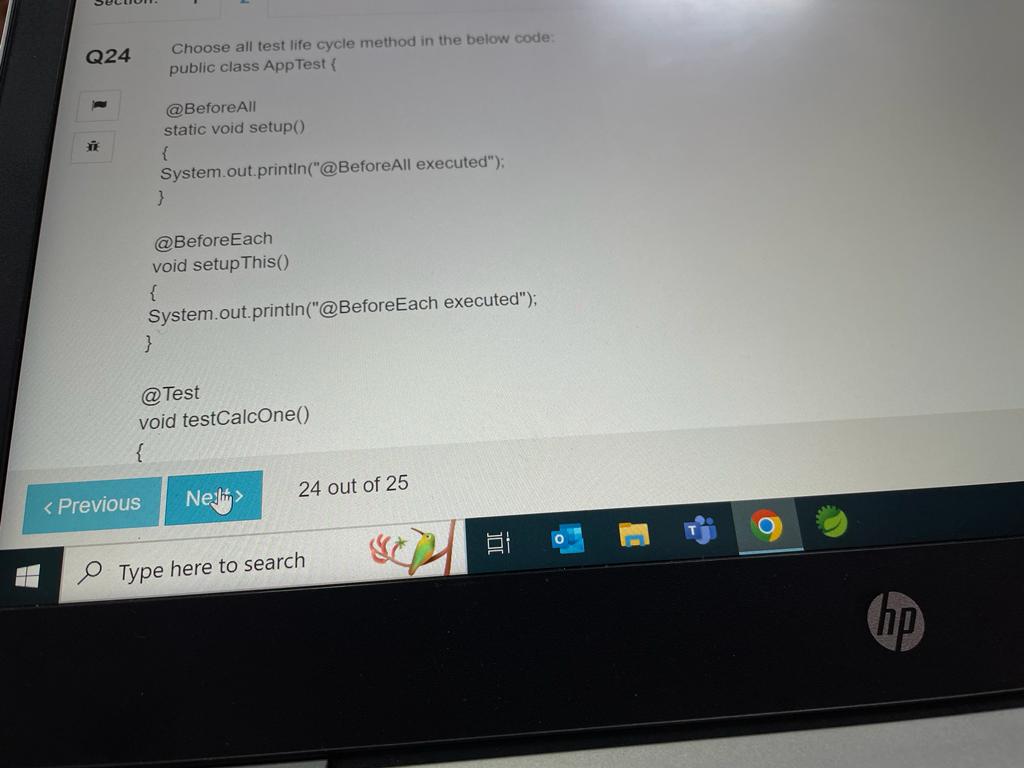 Section:
Q24
Choose all test life cycle method in the below code:
public class AppTest {
@BeforeAll
static void setup()
{
System.out.println("@BeforeAll executed");
}
@BeforeEach
void setupThis()
{
System.out.println("@BeforeEach executed");
}
@Test
void testCalcOne()
{
< Previous
Next >
24 out of 25
Type here to search
hp